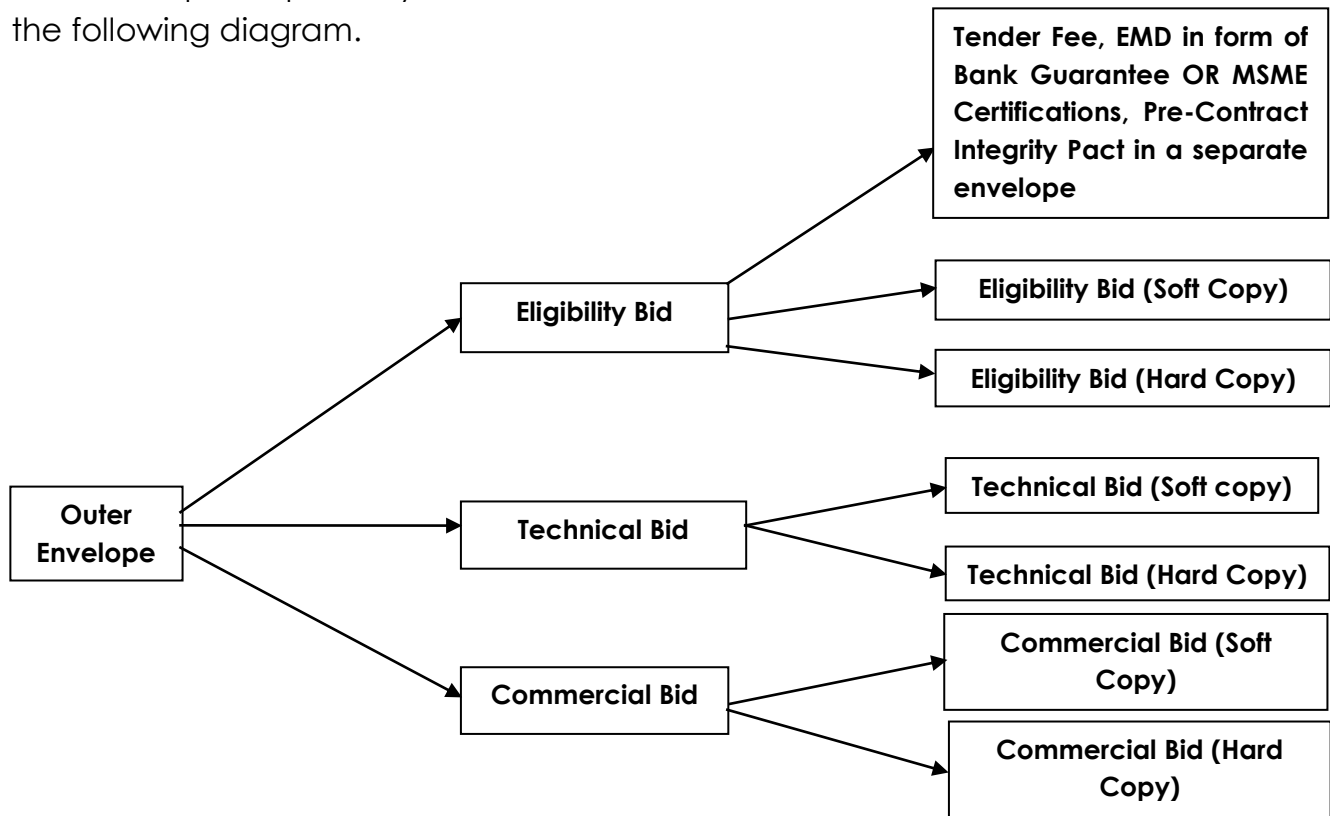 the following diagram.
Tender Fee, EMD in form of
Bank Guarantee OR MSME
Certifications, Pre-Contract
Integrity Pact in a separate
envelope
Eligibility Bid
Eligibility Bid (Soft Copy)
Eligibility Bid (Hard Copy)
Outer
Envelope
Technical Bid
Technical Bid (Soft copy)
Technical Bid (Hard Copy)
Commercial Bid
Commercial Bid (Soft
Copy)
Commercial Bid (Hard
Copy)